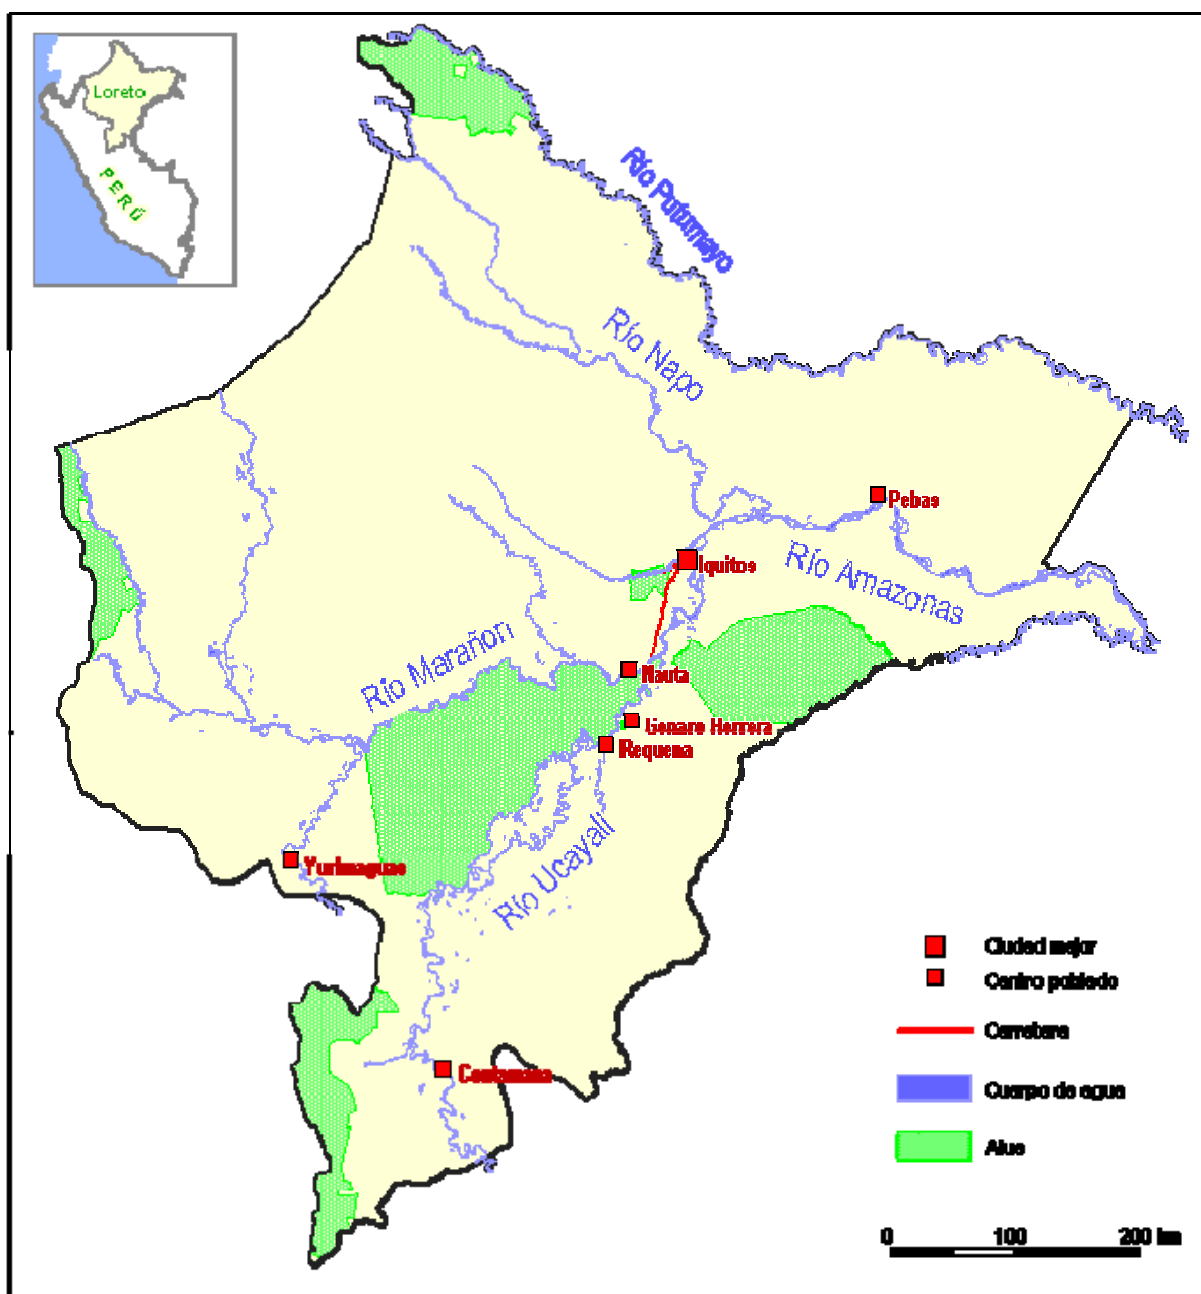 Loreto
PERÚ
Río Putumayo
Río Napo
Pebas
Iquitos
Río Amazonas
Río Marañon
Nauta
Genaro Herrera
Requena
Río Ucayali
Yurimaguas
Contamana
Ciudad mejor
Centro poblado
Carretera
Cuerpo de agua
0 100 200 km